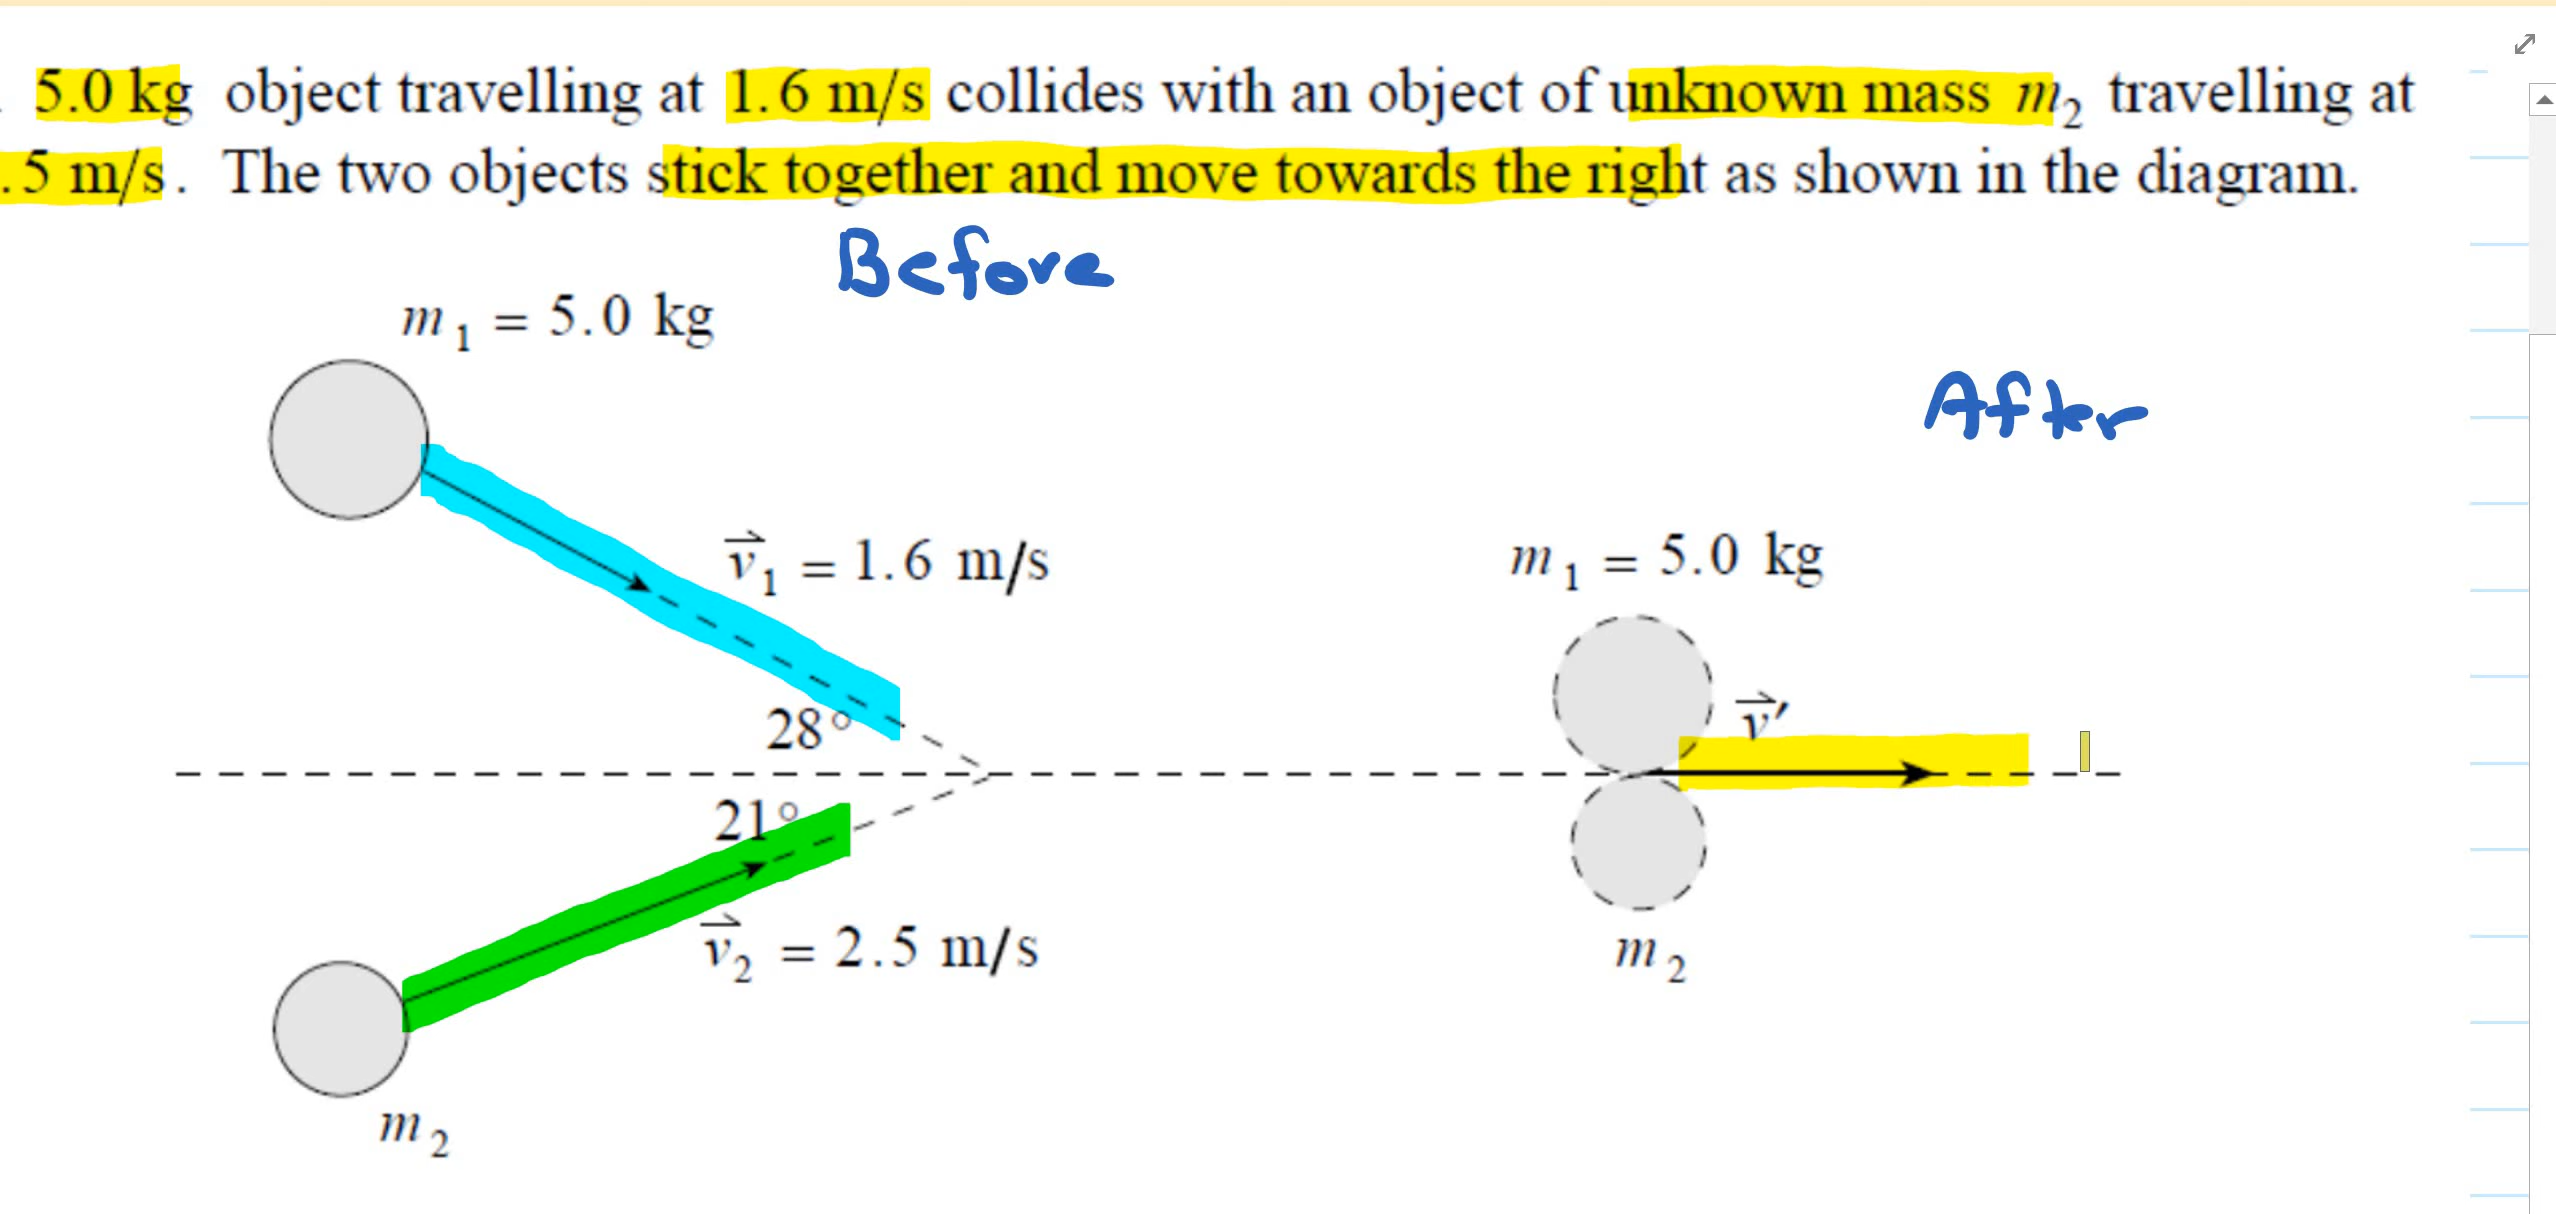 5.0 kg object travelling at 1.6 m/s collides with an object of unknown mass m₂ travelling at
.5 m/s. The two objects stick together and move towards the right as shown in the diagram.
Before
m₁ = 5.0 kg
After
v⃗₁ = 1.6 m/s
m₁ = 5.0 kg
28°
v⃗′
21°
v⃗₂ = 2.5 m/s
m₂
m₂